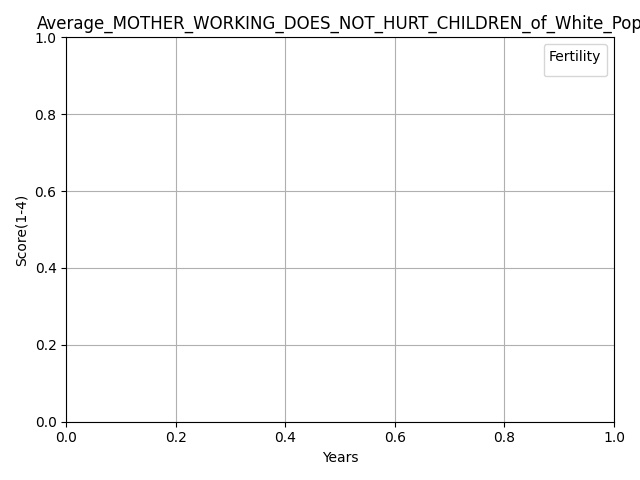 Average_MOTHER_WORKING_DOES_NOT_HURT_CHILDREN_of_White_Pop
Fertility
1.0
0.8
0.6
0.4
0.2
0.0
Score(1-4)
0.0 0.2 0.4 0.6 0.8 1.0
Years